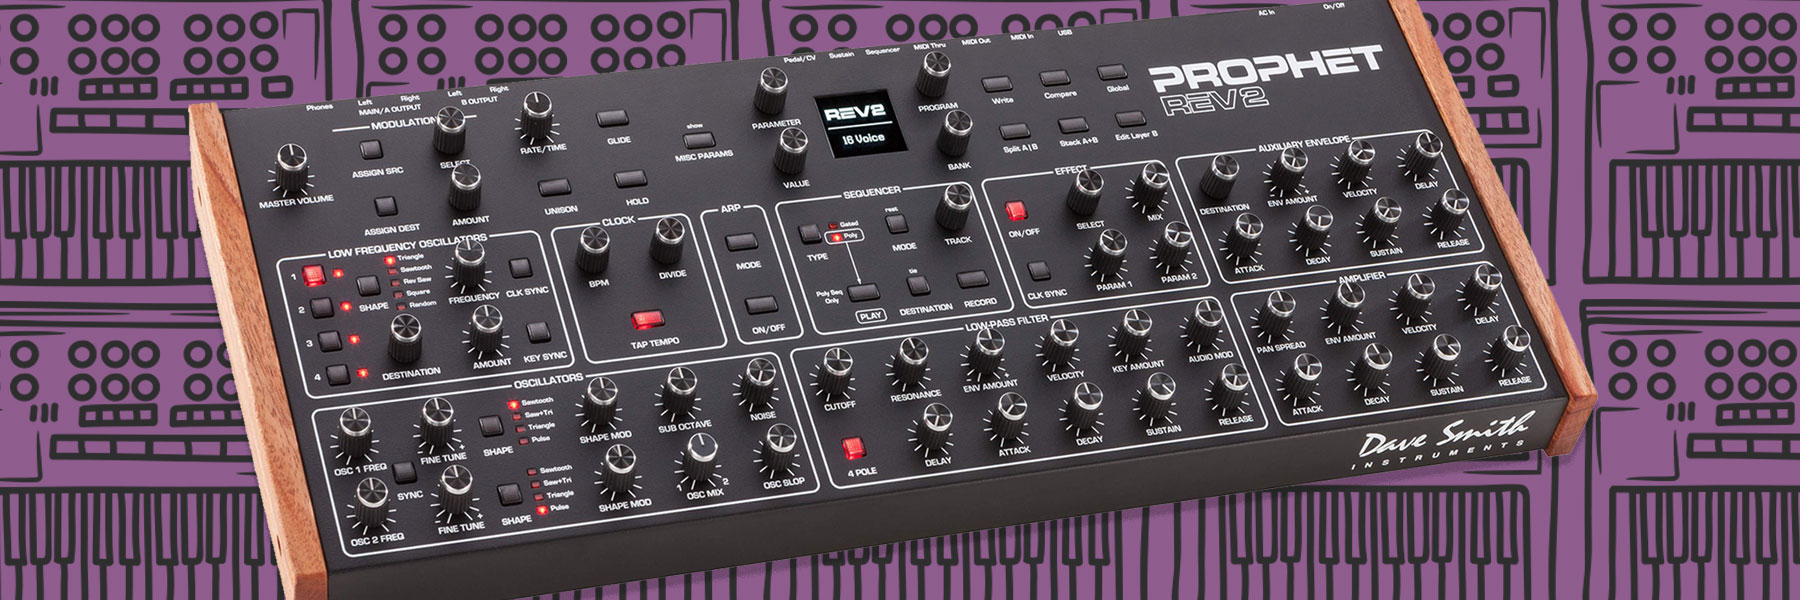 Phones
Left
Right
MAIN/A OUTPUT
Left
Right
B OUTPUT
Pedal/CV
Sustain
Sequencer
MIDI Thru
MIDI Out
MIDI In
USB
AC In
On/Off
PROPHET
REV2
MASTER VOLUME
MODULATION
ASSIGN SRC
ASSIGN DEST
SELECT
AMOUNT
RATE/TIME
GLIDE
UNISON
HOLD
show
MISC PARAMS
PARAMETER
VALUE
REV2
16 Voice
PROGRAM
BANK
Write
Compare
Global
Split A|B
Stack A+B
Edit Layer B
LOW FREQUENCY OSCILLATORS
1
2
3
4
SHAPE
Triangle
Sawtooth
Rev Saw
Square
Random
FREQUENCY
CLK SYNC
DESTINATION
AMOUNT
KEY SYNC
CLOCK
BPM
DIVIDE
TAP TEMPO
ARP
MODE
ON/OFF
SEQUENCER
TYPE
Gated
Poly
rest
MODE
TRACK
Poly Seq
Only
PLAY
tie
DESTINATION
RECORD
EFFECT
ON/OFF
SELECT
MIX
CLK SYNC
PARAM 1
PARAM 2
AUXILIARY ENVELOPE
DESTINATION
ENV AMOUNT
VELOCITY
DELAY
ATTACK
DECAY
SUSTAIN
RELEASE
OSCILLATORS
OSC 1 FREQ
FINE TUNE
SHAPE
Sawtooth
Saw+Tri
Triangle
Pulse
SHAPE MOD
SUB OCTAVE
NOISE
SYNC
OSC 2 FREQ
FINE TUNE
SHAPE
Sawtooth
Saw+Tri
Triangle
Pulse
SHAPE MOD
1
2
OSC MIX
OSC SLOP
LOW-PASS FILTER
CUTOFF
RESONANCE
ENV AMOUNT
VELOCITY
KEY AMOUNT
AUDIO MOD
4 POLE
DELAY
ATTACK
DECAY
SUSTAIN
RELEASE
AMPLIFIER
PAN SPREAD
ENV AMOUNT
VELOCITY
DELAY
ATTACK
DECAY
SUSTAIN
RELEASE
Dave Smith
INSTRUMENTS